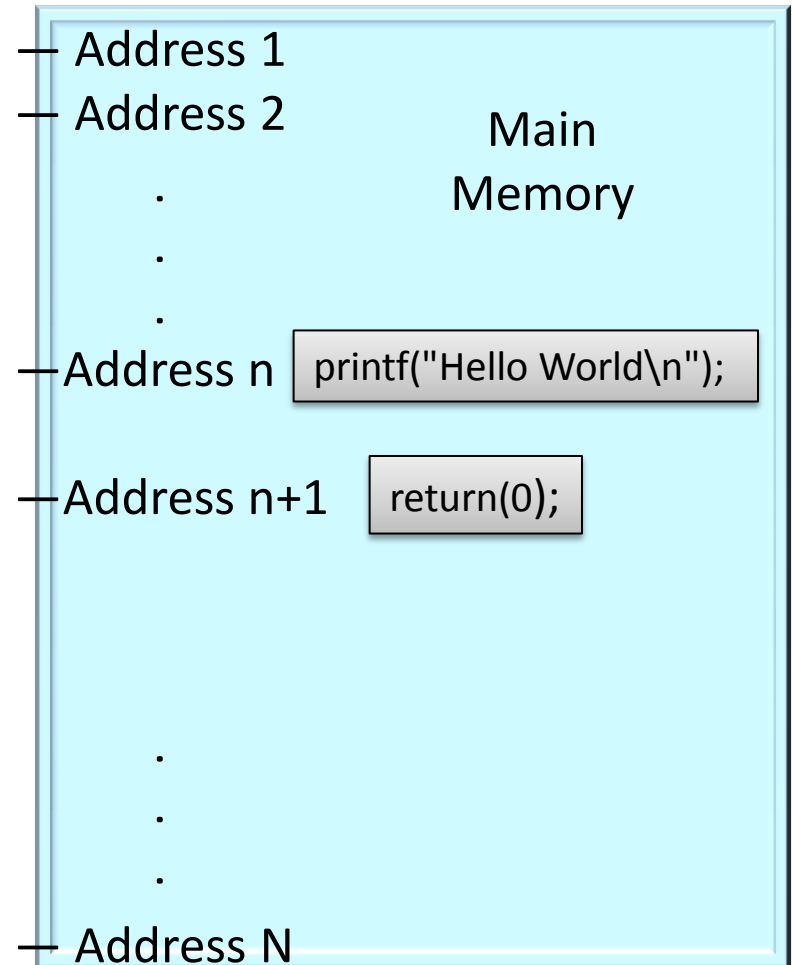 Address 1
Address 2
Main
Memory
.
.
.
Address n printf("Hello World\n");
Address n+1 return(0);
.
.
.
Address N